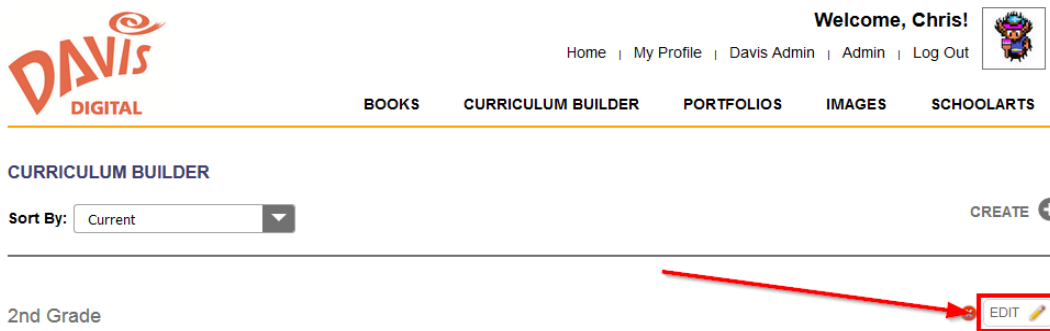 Welcome, Chris!
Home | My Profile | Davis Admin | Admin | Log Out
DAVIS
DIGITAL
BOOKS CURRICULUM BUILDER PORTFOLIOS IMAGES SCHOOLARTS
CURRICULUM BUILDER
Sort By: Current
CREATE
2nd Grade EDIT